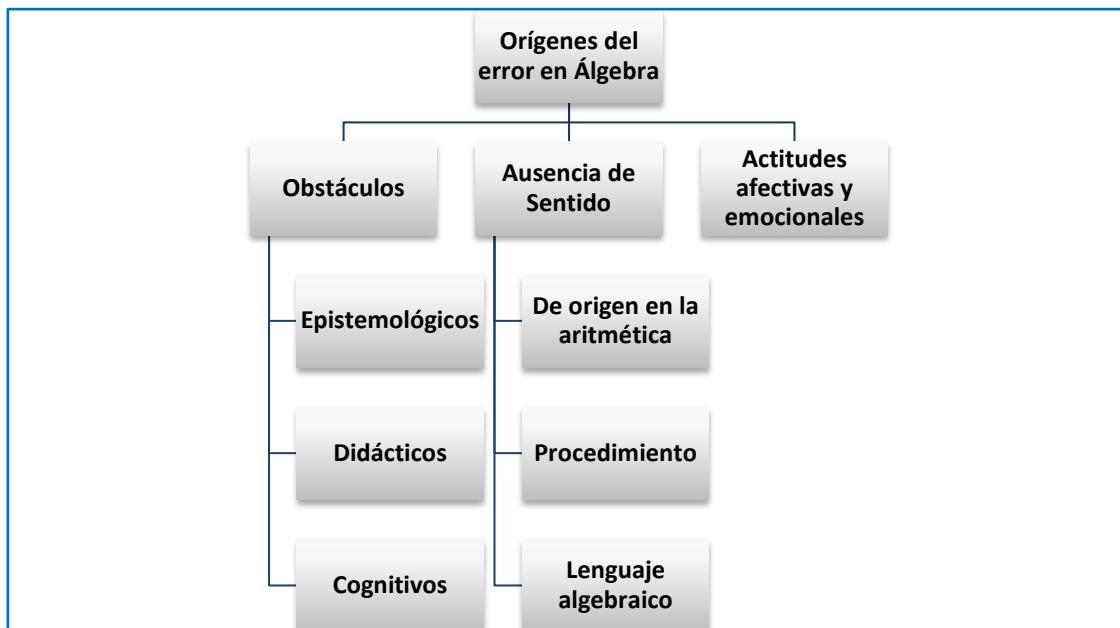 Orígenes del
error en Álgebra
Obstáculos
Ausencia de
Sentido
Actitudes
afectivas y
emocionales
Epistemológicos
De origen en la
aritmética
Didácticos
Procedimiento
Cognitivos
Lenguaje
algebraico